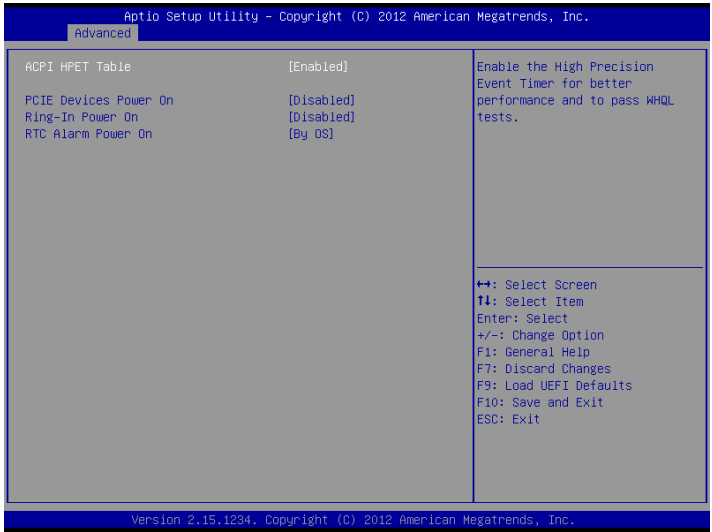 Aptio Setup Utility – Copyright (C) 2012 American Megatrends, Inc.
Advanced
ACPI HPET Table [Enabled]
PCIE Devices Power On [Disabled]
Ring-In Power On [Disabled]
RTC Alarm Power On [By OS]
Enable the High Precision
Event Timer for better
performance and to pass WHQL
tests.
↔: Select Screen
↑↓: Select Item
Enter: Select
+/-: Change Option
F1: General Help
F7: Discard Changes
F9: Load UEFI Defaults
F10: Save and Exit
ESC: Exit
Version 2.15.1234. Copyright (C) 2012 American Megatrends, Inc.